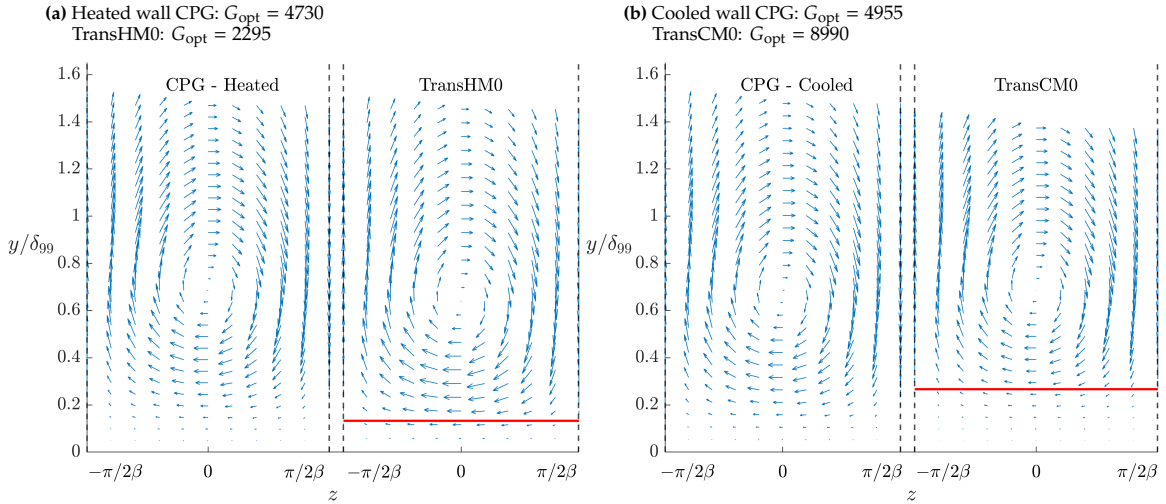 (a) Heated wall CPG: G_opt = 4730
TransHM0: G_opt = 2295
(b) Cooled wall CPG: G_opt = 4955
TransCM0: G_opt = 8990
1.6
1.4
1.2
1
0.8
0.6
0.4
0.2
0
y/δ_99
CPG - Heated
TransHM0
−π/2β
0
π/2β
−π/2β
0
π/2β
z
1.6
1.4
1.2
1
0.8
0.6
0.4
0.2
0
y/δ_99
CPG - Cooled
TransCM0
−π/2β
0
π/2β
−π/2β
0
π/2β
z